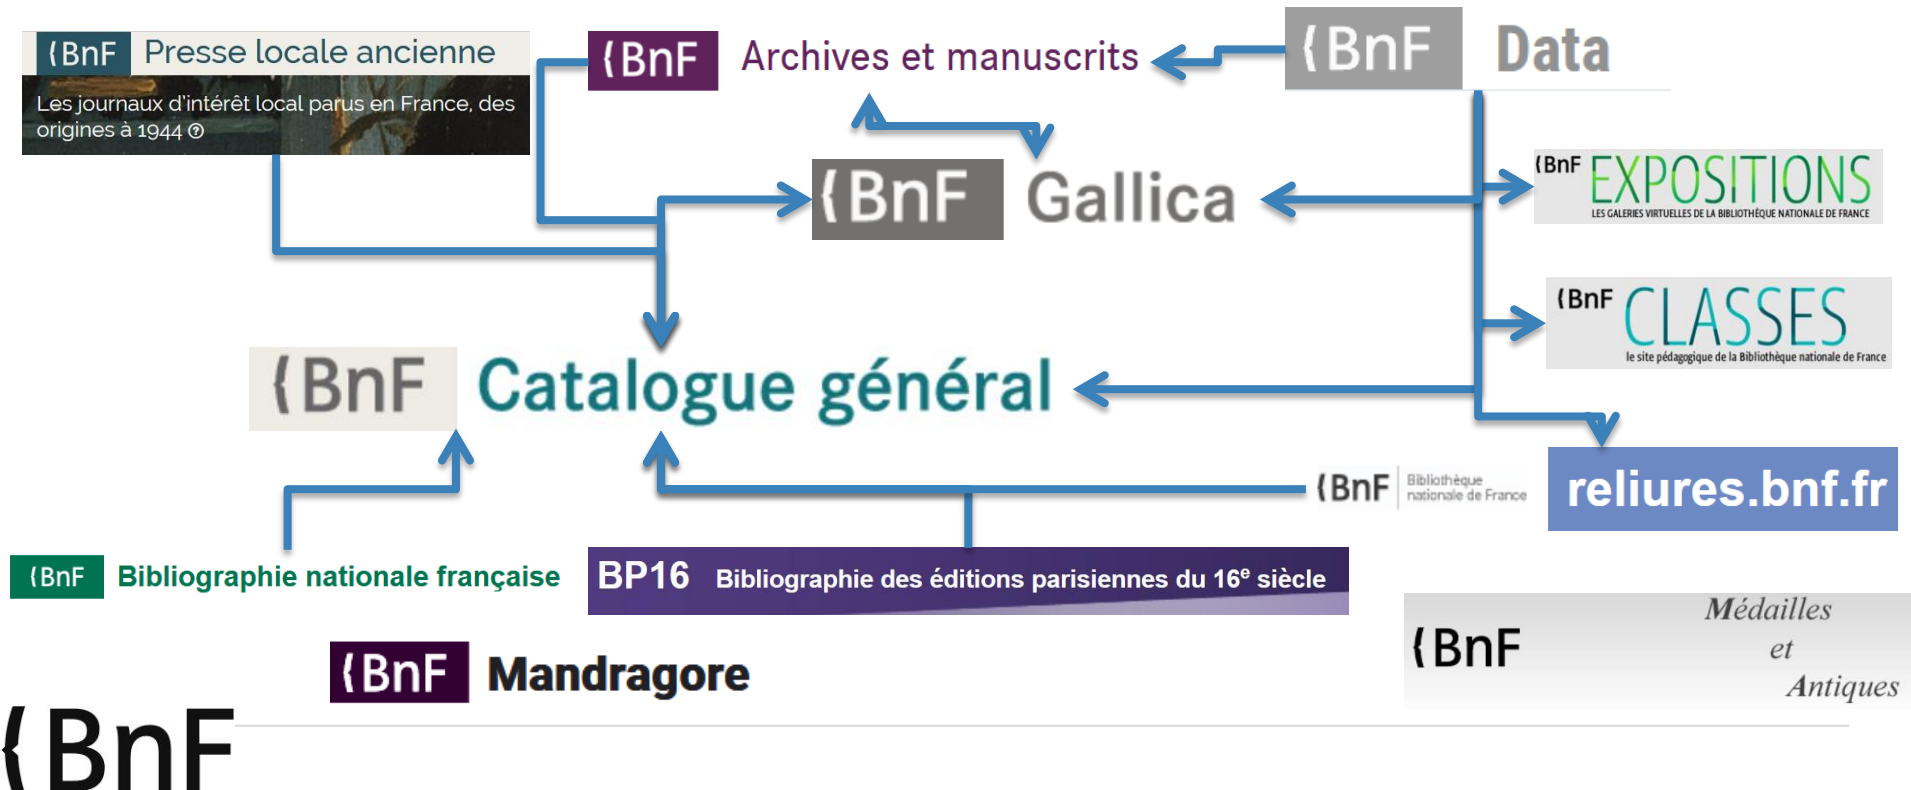 BnF Presse locale ancienne
Les journaux d'intérêt local parus en France, des
origines à 1944 ?
BnF Archives et manuscrits
BnF Data
BnF Gallica
BnF EXPOSITIONS
LES GALERIES VIRTUELLES DE LA BIBLIOTHÈQUE NATIONALE DE FRANCE
BnF CLASSES
le site pédagogique de la Bibliothèque nationale de France
BnF Catalogue général
BnF Bibliothèque
nationale de France
reliures.bnf.fr
BnF Bibliographie nationale française
BP16 Bibliographie des éditions parisiennes du 16e siècle
BnF Mandragore
BnF Médailles
et
Antiques
BnF